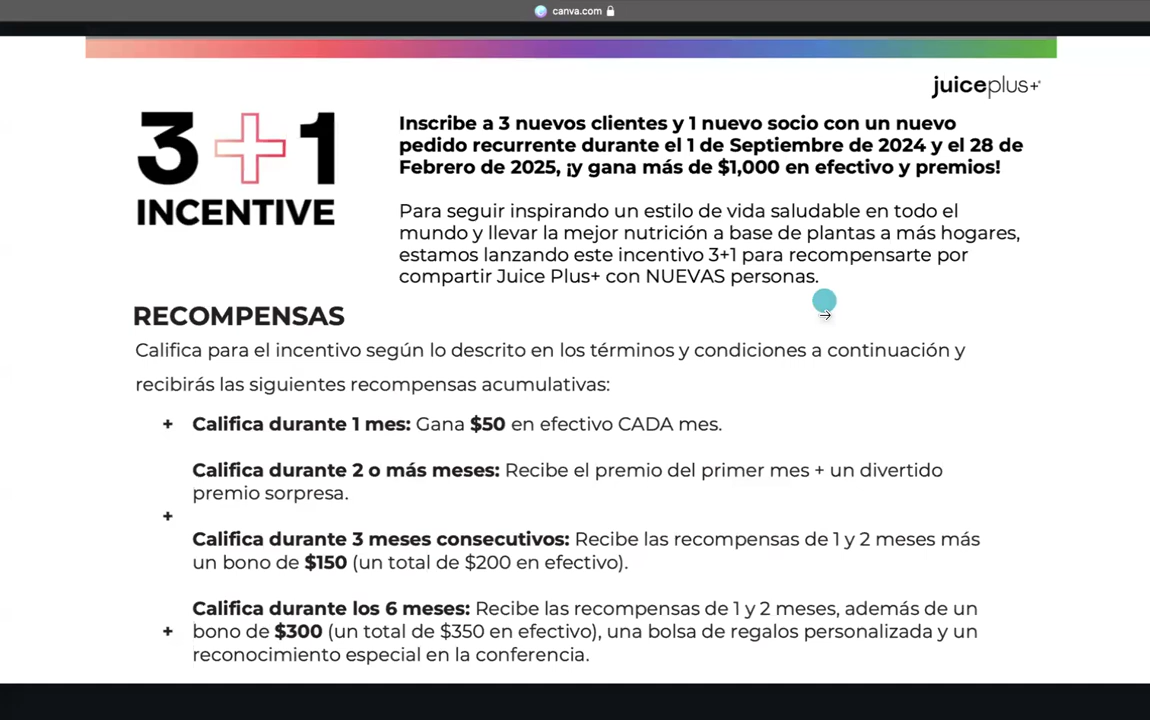 canva.com
juiceplus+
3+1
INCENTIVE
Inscribe a 3 nuevos clientes y 1 nuevo socio con un nuevo
pedido recurrente durante el 1 de Septiembre de 2024 y el 28 de
Febrero de 2025, ¡y gana más de $1,000 en efectivo y premios!
Para seguir inspirando un estilo de vida saludable en todo el
mundo y llevar la mejor nutrición a base de plantas a más hogares,
estamos lanzando este incentivo 3+1 para recompensarte por
compartir Juice Plus+ con NUEVAS personas.
RECOMPENSAS
Califica para el incentivo según lo descrito en los términos y condiciones a continuación y
recibirás las siguientes recompensas acumulativas:
+ Califica durante 1 mes: Gana $50 en efectivo CADA mes.
Califica durante 2 o más meses: Recibe el premio del primer mes + un divertido
premio sorpresa.
+
Califica durante 3 meses consecutivos: Recibe las recompensas de 1 y 2 meses más
un bono de $150 (un total de $200 en efectivo).
Califica durante los 6 meses: Recibe las recompensas de 1 y 2 meses, además de un
+ bono de $300 (un total de $350 en efectivo), una bolsa de regalos personalizada y un
reconocimiento especial en la conferencia.